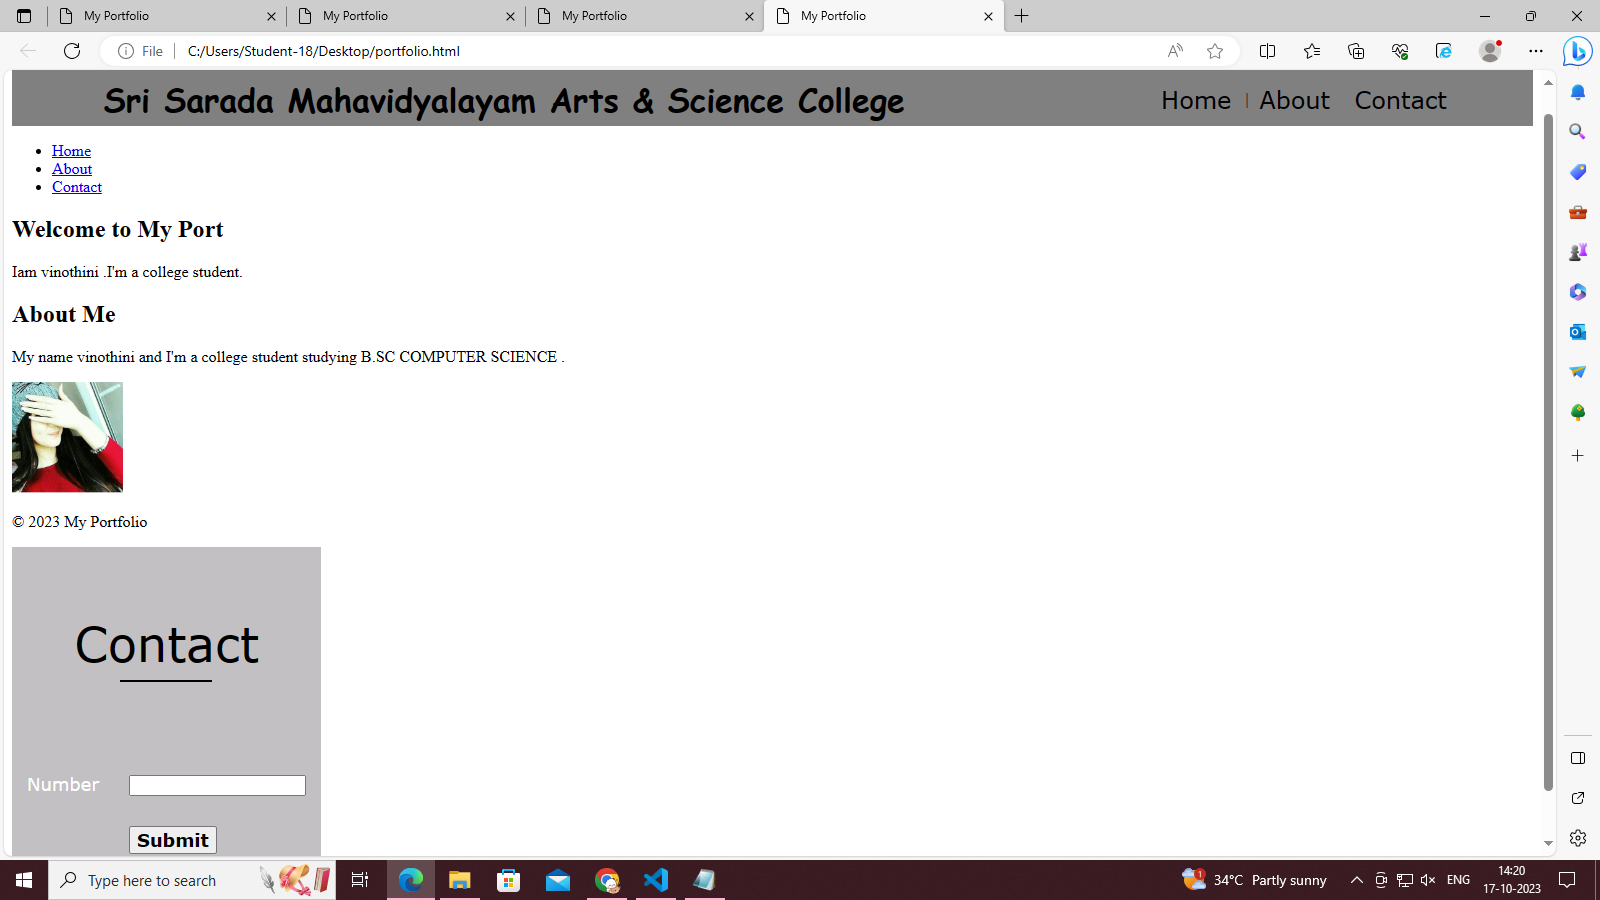 My Portfolio
My Portfolio
My Portfolio
My Portfolio
File
C:/Users/Student-18/Desktop/portfolio.html
Sri Sarada Mahavidyalayam Arts & Science College
Home | About Contact
Home
About
Contact
Welcome to My Port
Iam vinothini .I'm a college student.
About Me
My name vinothini and I'm a college student studying B.SC COMPUTER SCIENCE .
© 2023 My Portfolio
Contact
Number
Submit
Type here to search
1
34°C Partly sunny
ENG
14:20
17-10-2023